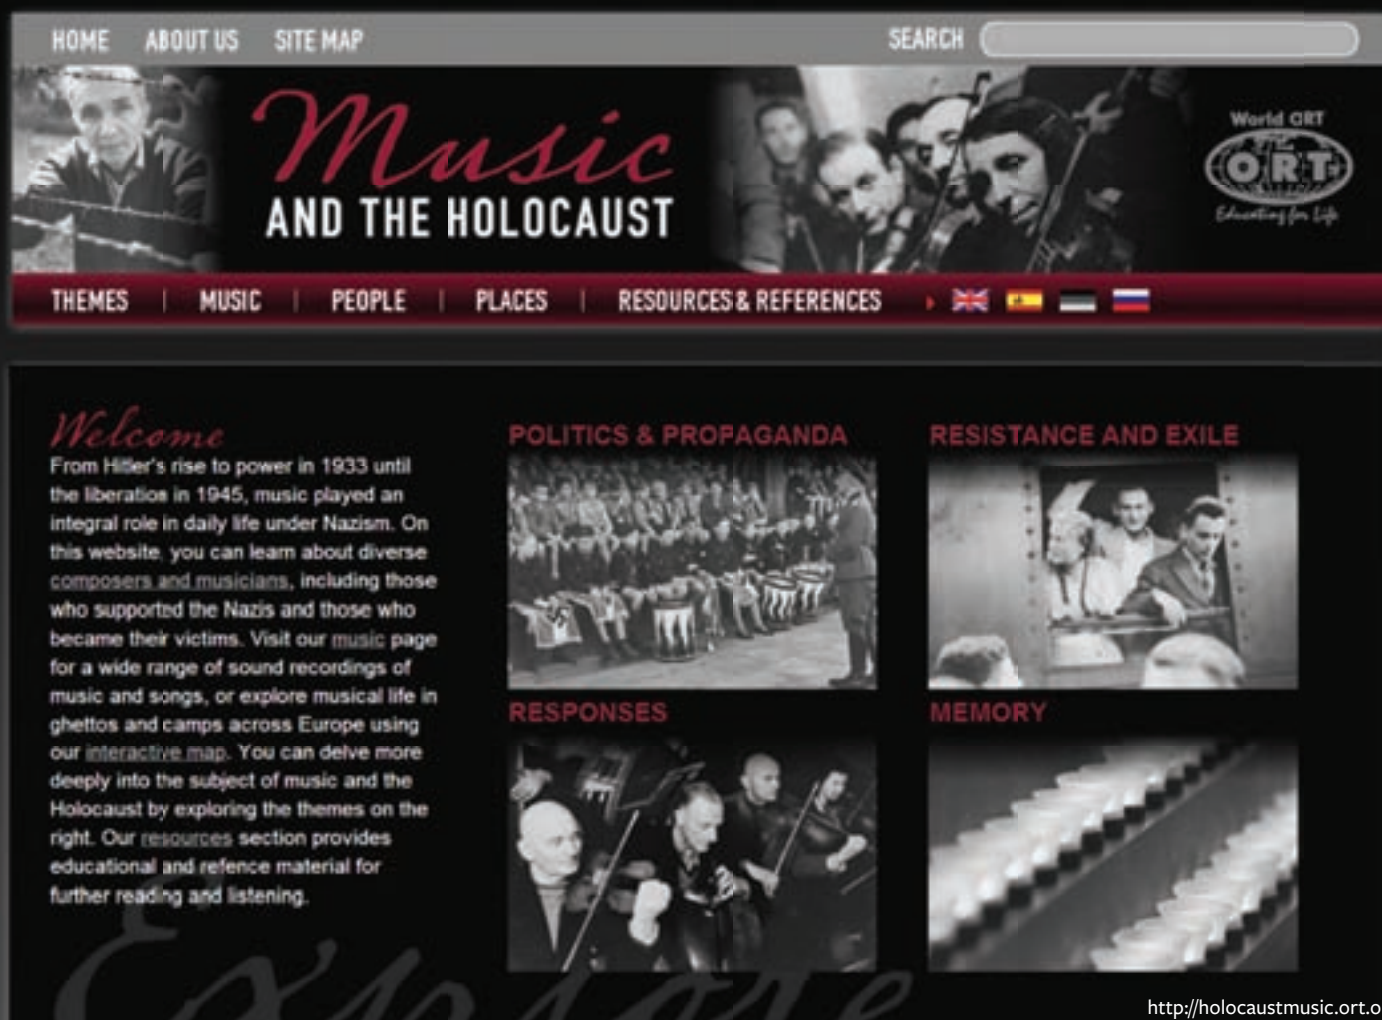 HOME ABOUT US SITE MAP SEARCH
Music
AND THE HOLOCAUST
World ORT
ORT
Educating for Life
THEMES | MUSIC | PEOPLE | PLACES | RESOURCES & REFERENCES
Welcome
From Hitler's rise to power in 1933 until
the liberation in 1945, music played an
integral role in daily life under Nazism. On
this website, you can learn about diverse
composers and musicians, including those
who supported the Nazis and those who
became their victims. Visit our music page
for a wide range of sound recordings of
music and songs, or explore musical life in
ghettos and camps across Europe using
our interactive map. You can delve more
deeply into the subject of music and the
Holocaust by exploring the themes on the
right. Our resources section provides
educational and refence material for
further reading and listening.
POLITICS & PROPAGANDA
RESISTANCE AND EXILE
RESPONSES
MEMORY
Explore
http://holocaustmusic.ort.o